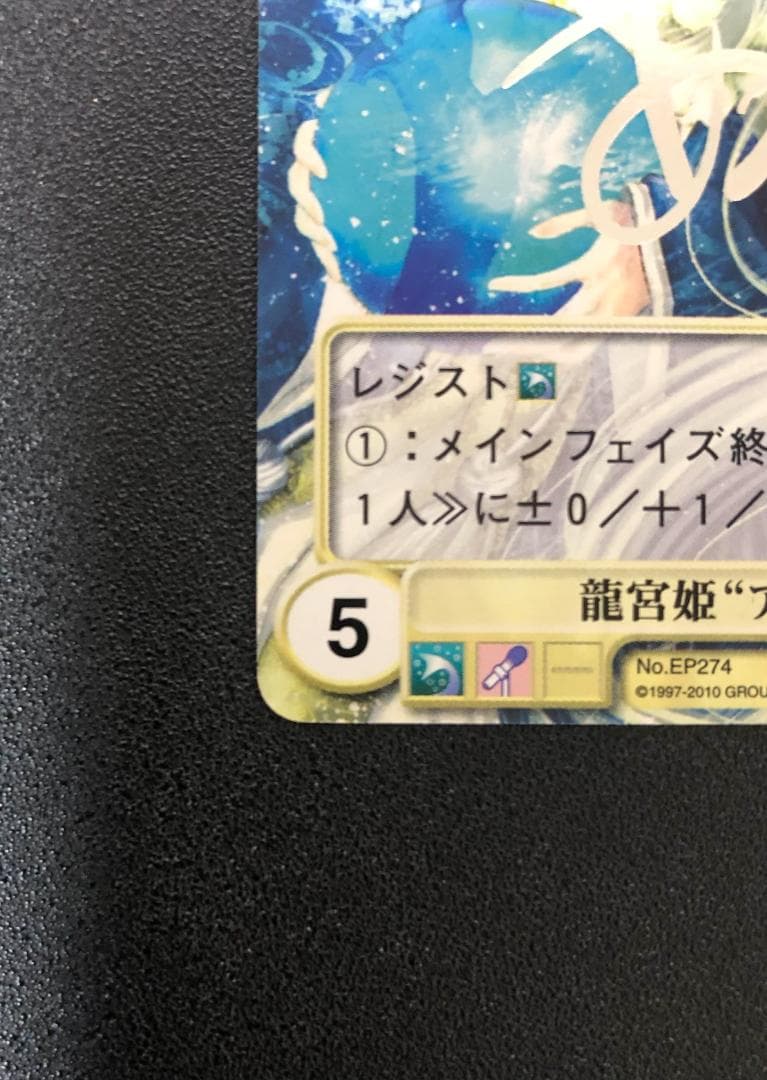 レジスト
①：メインフェイズ終
１人≫に±０／＋１／
龍宮姫“ア
5
No.EP274
©1997-2010 GROU